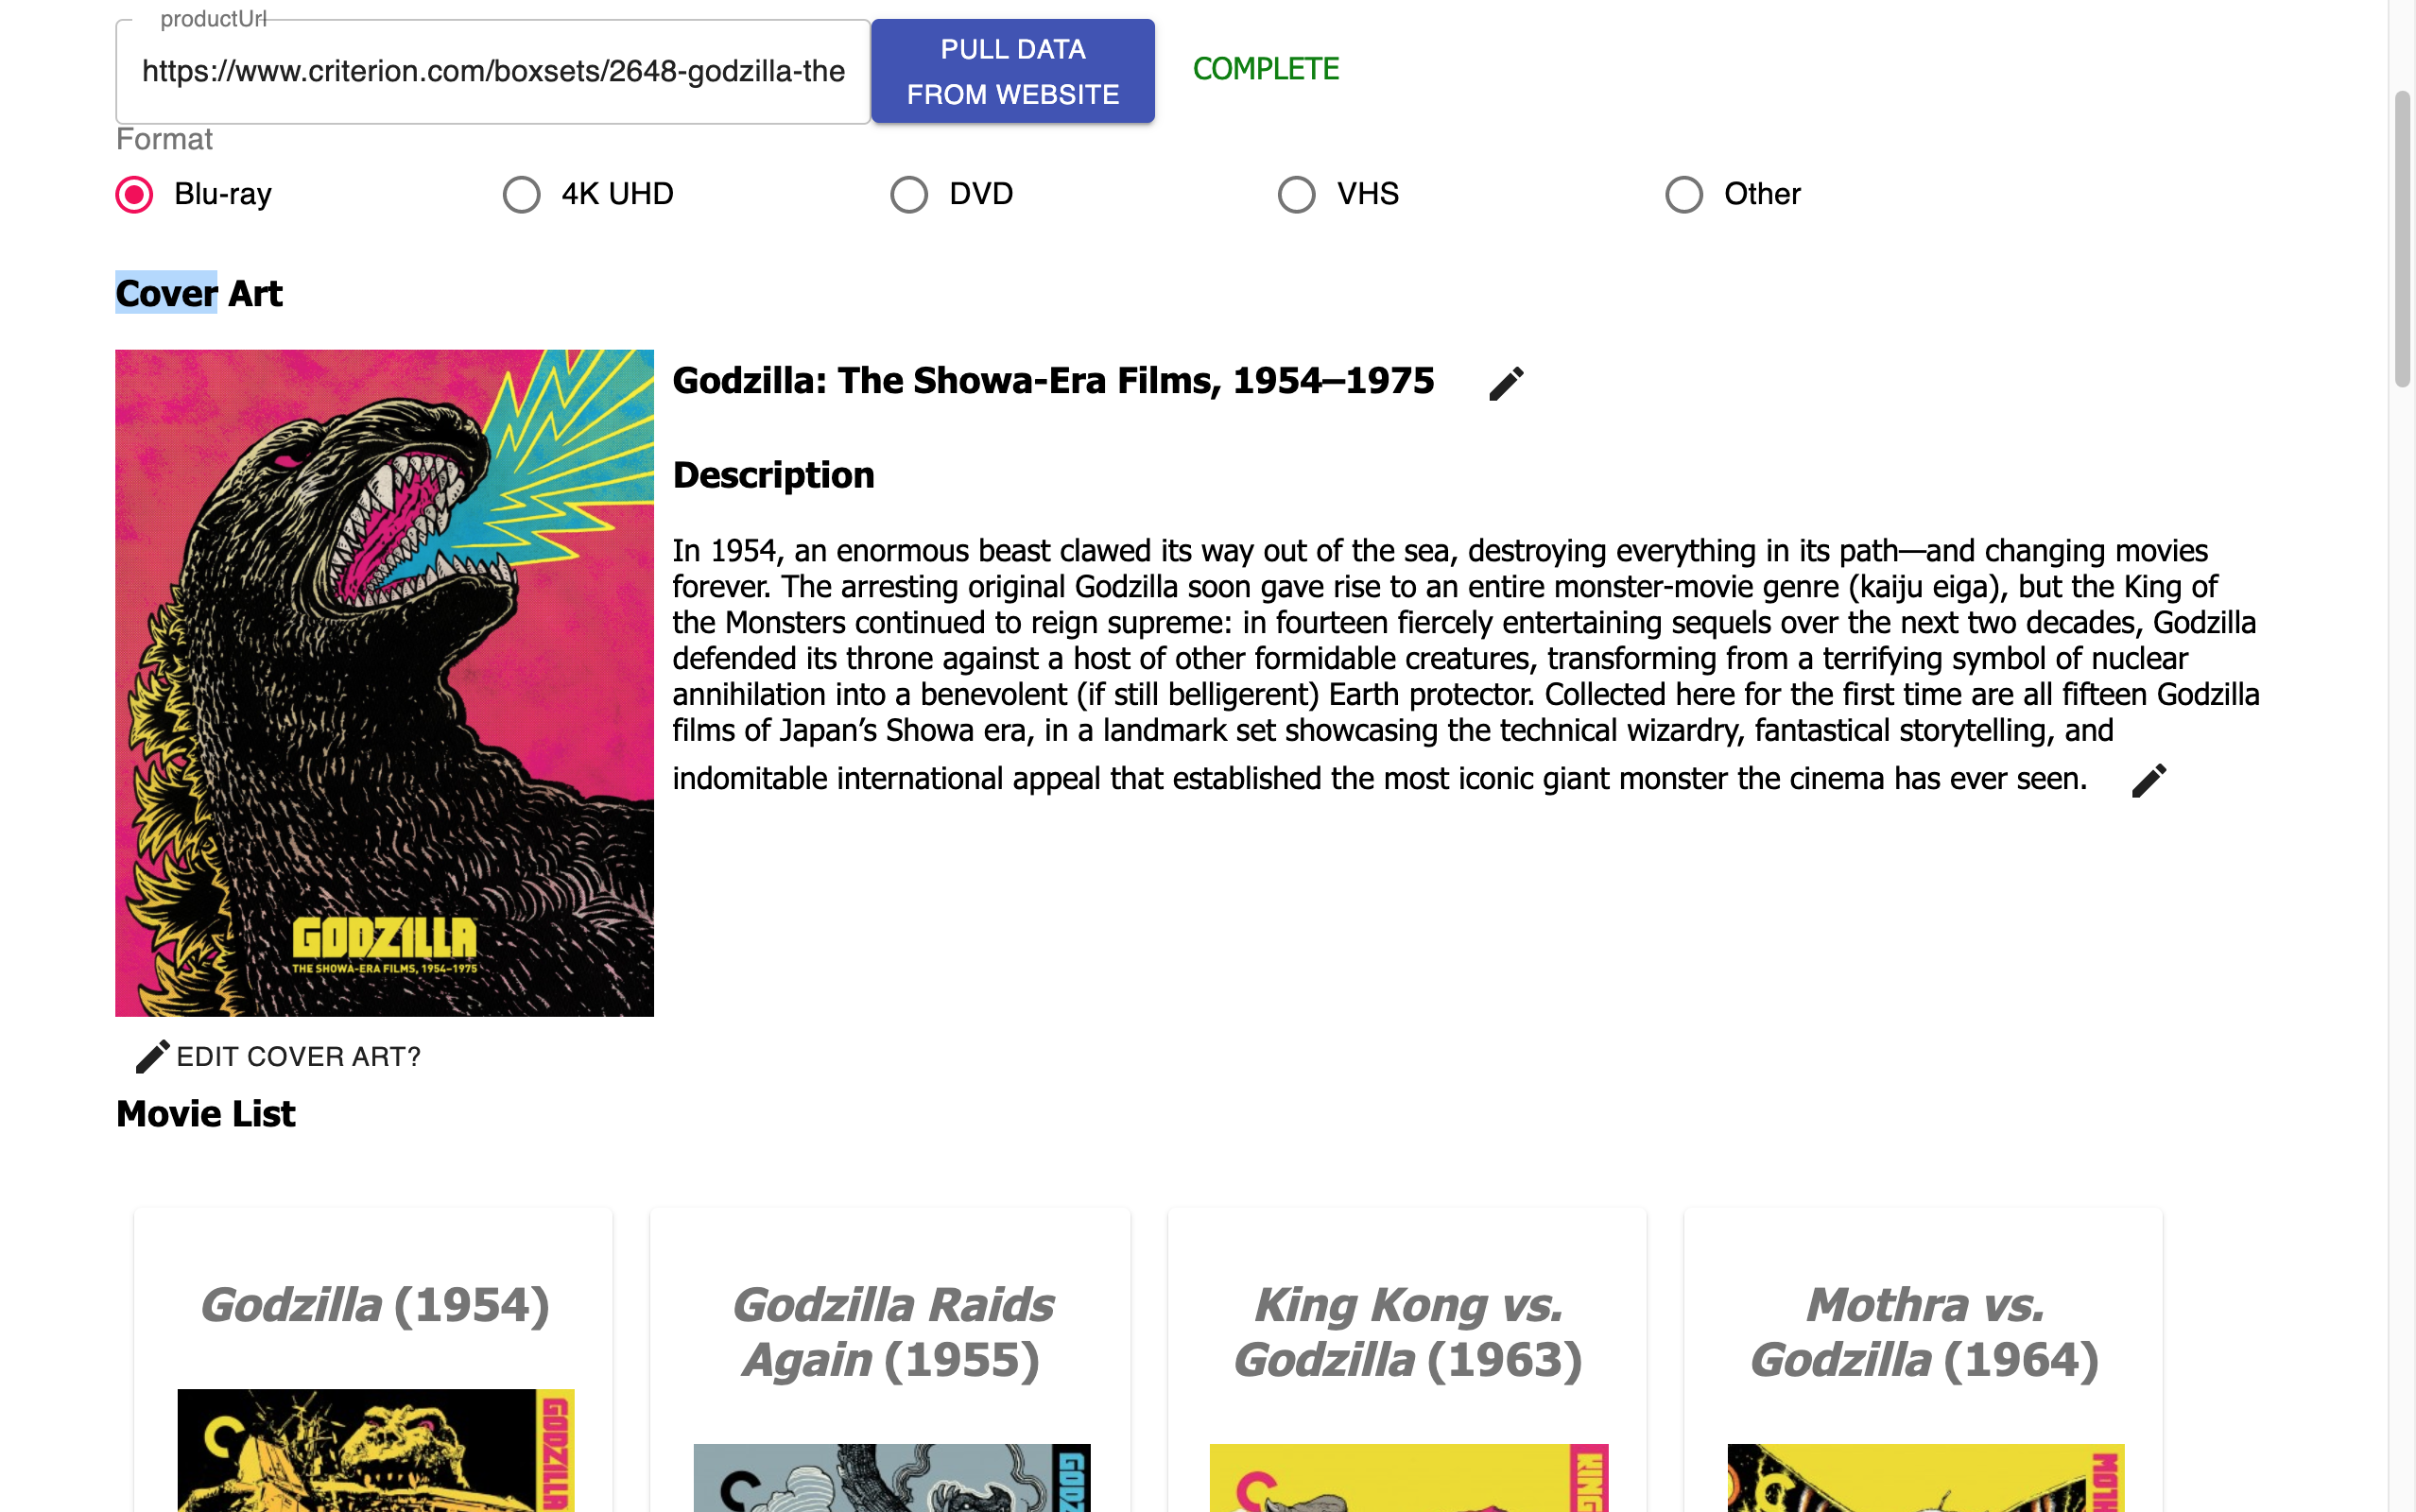 productUrl
https://www.criterion.com/boxsets/2648-godzilla-the
PULL DATA
FROM WEBSITE
COMPLETE
Format
Blu-ray
4K UHD
DVD
VHS
Other
Cover Art
Godzilla: The Showa-Era Films, 1954–1975
Description
In 1954, an enormous beast clawed its way out of the sea, destroying everything in its path—and changing movies
forever. The arresting original Godzilla soon gave rise to an entire monster-movie genre (kaiju eiga), but the King of
the Monsters continued to reign supreme: in fourteen fiercely entertaining sequels over the next two decades, Godzilla
defended its throne against a host of other formidable creatures, transforming from a terrifying symbol of nuclear
annihilation into a benevolent (if still belligerent) Earth protector. Collected here for the first time are all fifteen Godzilla
films of Japan’s Showa era, in a landmark set showcasing the technical wizardry, fantastical storytelling, and
indomitable international appeal that established the most iconic giant monster the cinema has ever seen.
GODZILLA
THE SHOWA-ERA FILMS, 1954–1975
EDIT COVER ART?
Movie List
Godzilla (1954)
Godzilla Raids
Again (1955)
King Kong vs.
Godzilla (1963)
Mothra vs.
Godzilla (1964)
GODZILLA
GODZ
KING
MOTH